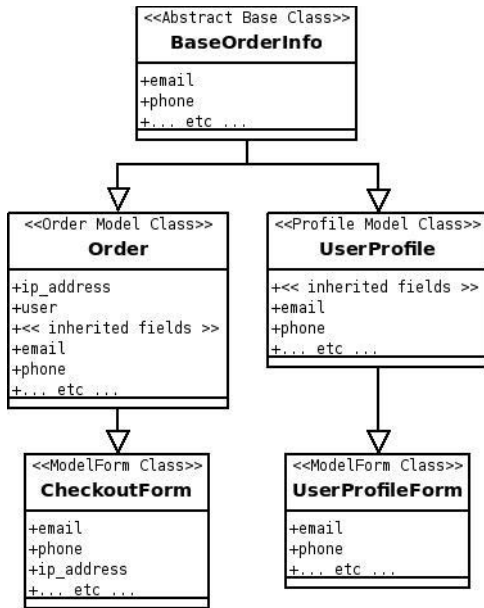 <<Abstract Base Class>>
BaseOrderInfo
+email
+phone
+... etc ...
<<Order Model Class>>
Order
+ip_address
+user
+<< inherited fields >>
+email
+phone
+... etc ...
<<Profile Model Class>>
UserProfile
+<< inherited fields >>
+email
+phone
+... etc ...
<<ModelForm Class>>
CheckoutForm
+email
+phone
+ip_address
+... etc ...
<<ModelForm Class>>
UserProfileForm
+email
+phone
+... etc ...